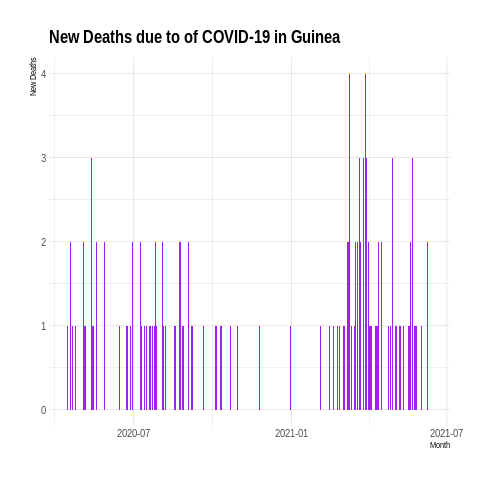 New Deaths due to of COVID-19 in Guinea
New Deaths
4
3
2
1
0
2020-07
2021-01
2021-07
Month